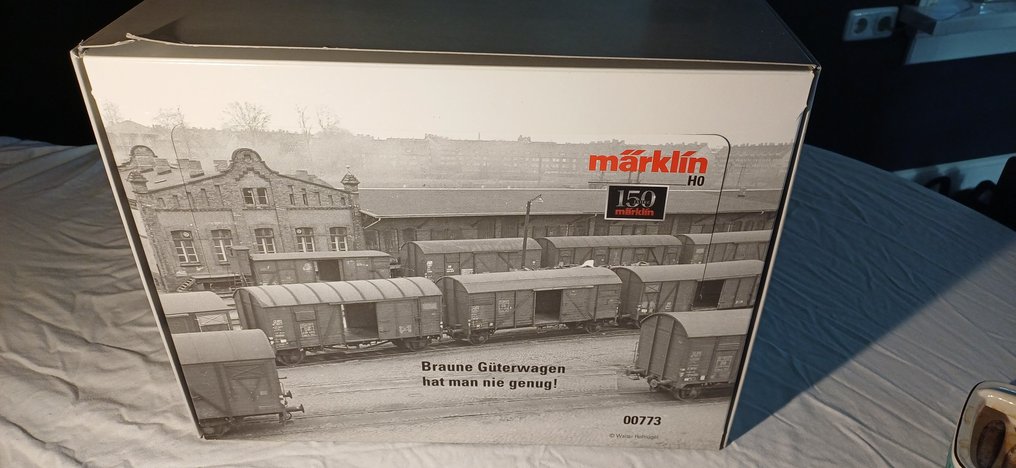 märklin
H0
150
märklin
Braune Güterwagen
hat man nie genug!
00773
© Walter Hollnagel